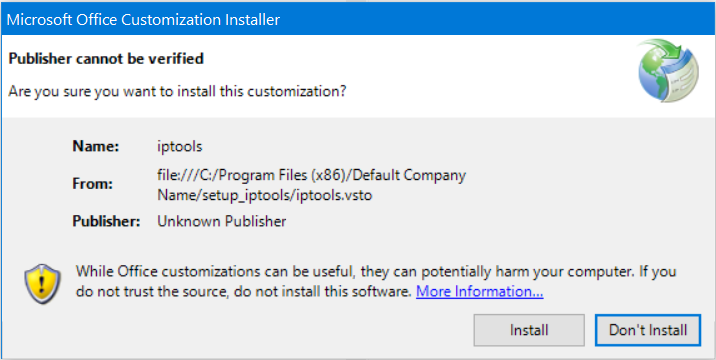 Microsoft Office Customization Installer
Publisher cannot be verified
Are you sure you want to install this customization?
Name: iptools
From: file:///C:/Program Files (x86)/Default Company
Name/setup_iptools/iptools.vsto
Publisher: Unknown Publisher
While Office customizations can be useful, they can potentially harm your computer. If you
do not trust the source, do not install this software. More Information...
Install Don't Install